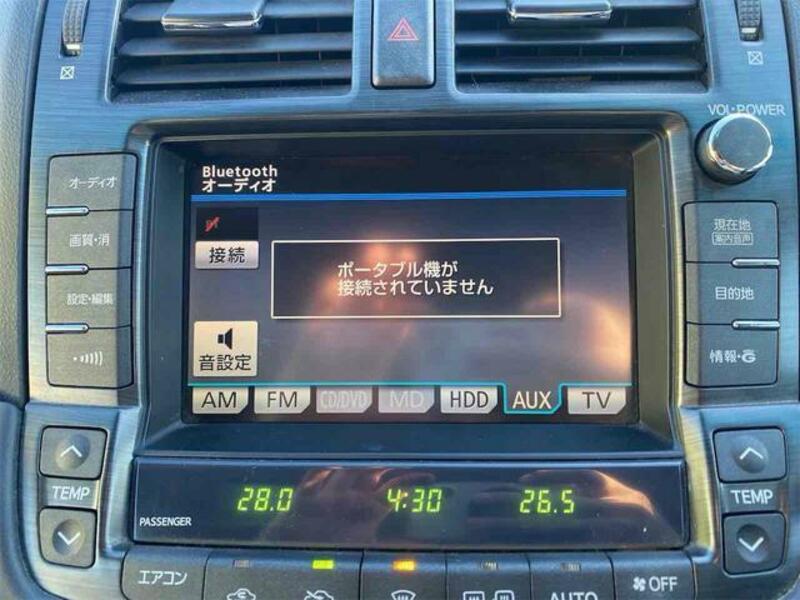 VOL・POWER
Bluetooth
オーディオ
オーディオ
画質・消
設定・編集
接続
ポータブル機が
接続されていません
音設定
現在地
案内音声
目的地
情報・G
AM FM CD/DVD MD HDD AUX TV
TEMP
28.0 4:30 26.5
TEMP
PASSENGER
エアコン
AUTO
OFF